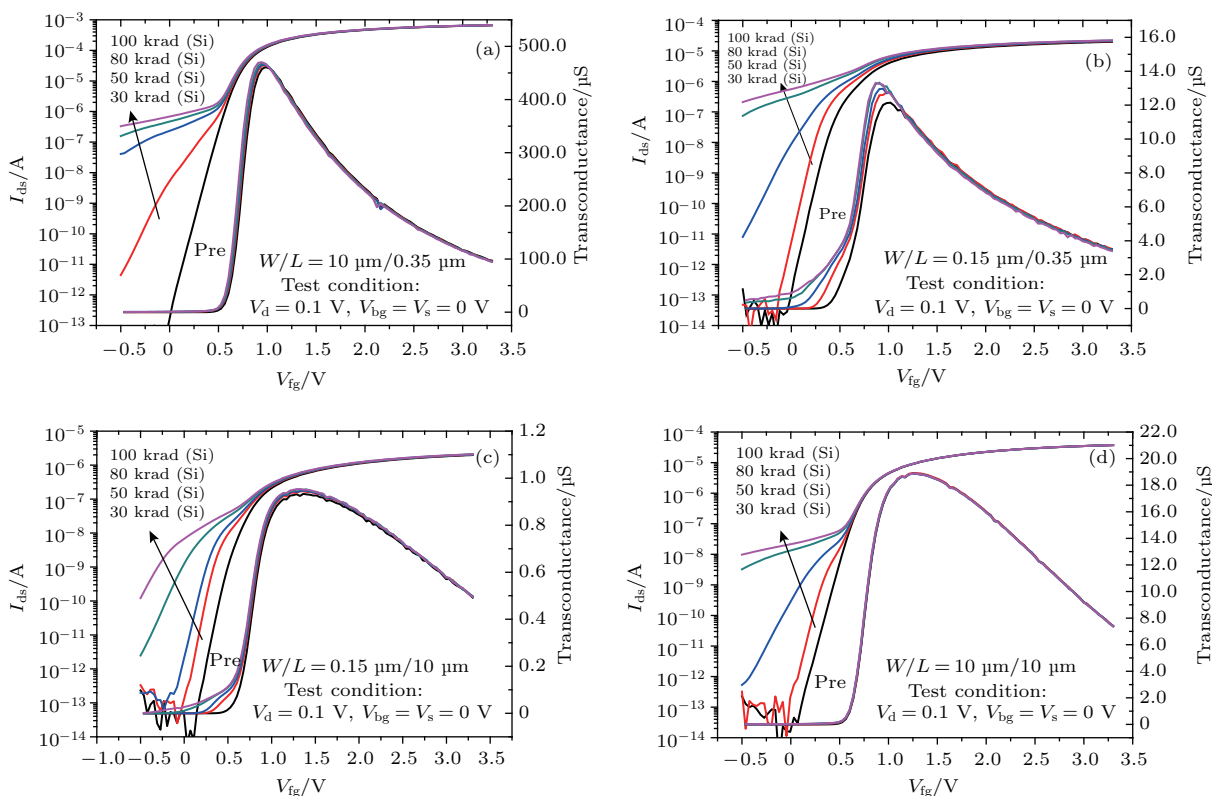 (a)
100 krad (Si)
80 krad (Si)
50 krad (Si)
30 krad (Si)
Pre
W/L = 10 µm/0.35 µm
Test condition:
V_d = 0.1 V, V_bg = V_s = 0 V
10⁻³
10⁻⁴
10⁻⁵
10⁻⁶
10⁻⁷
10⁻⁸
10⁻⁹
10⁻¹⁰
10⁻¹¹
10⁻¹²
10⁻¹³
I_ds/A
500.0
400.0
300.0
200.0
100.0
0
Transconductance/µS
−0.5 0 0.5 1.0 1.5 2.0 2.5 3.0 3.5
V_fg/V
(b)
100 krad (Si)
80 krad (Si)
50 krad (Si)
30 krad (Si)
Pre
W/L = 0.15 µm/0.35 µm
Test condition:
V_d = 0.1 V, V_bg = V_s = 0 V
10⁻⁴
10⁻⁵
10⁻⁶
10⁻⁷
10⁻⁸
10⁻⁹
10⁻¹⁰
10⁻¹¹
10⁻¹²
10⁻¹³
10⁻¹⁴
I_ds/A
16.0
14.0
12.0
10.0
8.0
6.0
4.0
2.0
0
Transconductance/µS
−0.5 0 0.5 1.0 1.5 2.0 2.5 3.0 3.5
V_fg/V
(c)
100 krad (Si)
80 krad (Si)
50 krad (Si)
30 krad (Si)
Pre
W/L = 0.15 µm/10 µm
Test condition:
V_d = 0.1 V, V_bg = V_s = 0 V
10⁻⁵
10⁻⁶
10⁻⁷
10⁻⁸
10⁻⁹
10⁻¹⁰
10⁻¹¹
10⁻¹²
10⁻¹³
10⁻¹⁴
I_ds/A
1.2
1.0
0.8
0.6
0.4
0.2
0
Transconductance/µS
−1.0 −0.5 0 0.5 1.0 1.5 2.0 2.5 3.0 3.5
V_fg/V
(d)
100 krad (Si)
80 krad (Si)
50 krad (Si)
30 krad (Si)
Pre
W/L = 10 µm/10 µm
Test condition:
V_d = 0.1 V, V_bg = V_s = 0 V
10⁻⁴
10⁻⁵
10⁻⁶
10⁻⁷
10⁻⁸
10⁻⁹
10⁻¹⁰
10⁻¹¹
10⁻¹²
10⁻¹³
10⁻¹⁴
I_ds/A
22.0
20.0
18.0
16.0
14.0
12.0
10.0
8.0
6.0
4.0
2.0
0
Transconductance/µS
−0.5 0 0.5 1.0 1.5 2.0 2.5 3.0 3.5
V_fg/V